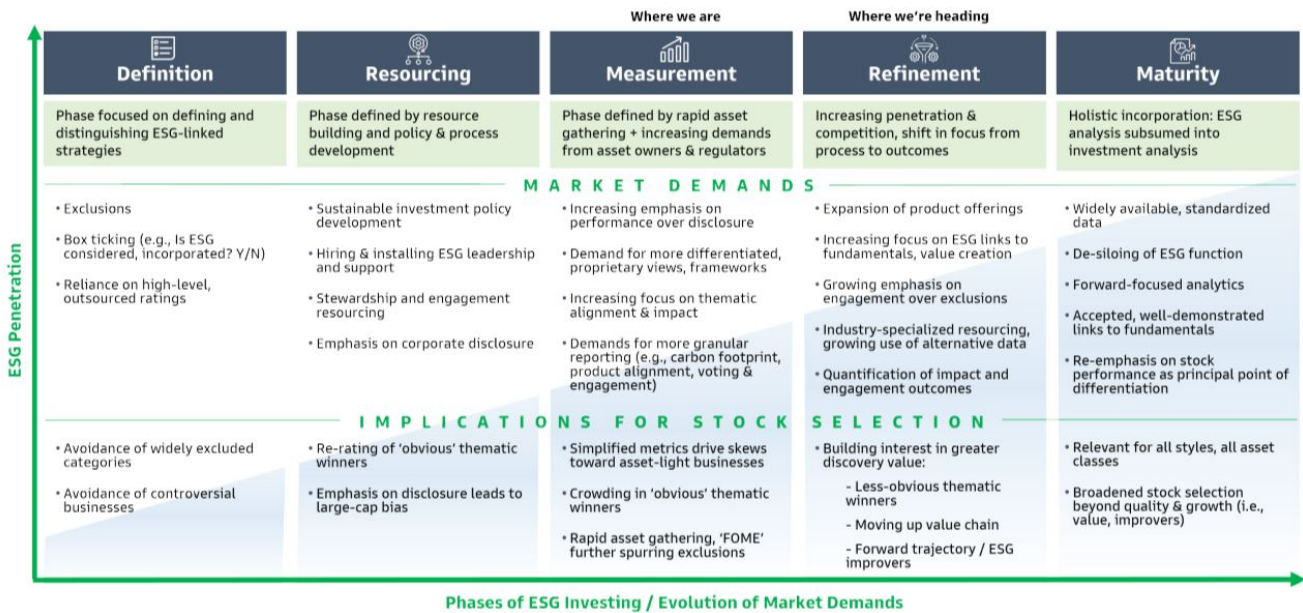 Where we are
Where we're heading
Definition
Resourcing
Measurement
Refinement
Maturity
Phase focused on defining and
distinguishing ESG-linked
strategies
Phase defined by resource
building and policy & process
development
Phase defined by rapid asset
gathering + increasing demands
from asset owners & regulators
Increasing penetration &
competition, shift in focus from
process to outcomes
Holistic incorporation: ESG
analysis subsumed into
investment analysis
MARKET DEMANDS
• Exclusions
• Box ticking (e.g., Is ESG
considered, incorporated? Y/N)
• Reliance on high-level,
outsourced ratings
• Sustainable investment policy
development
• Hiring & installing ESG leadership
and support
• Stewardship and engagement
resourcing
• Emphasis on corporate disclosure
• Increasing emphasis on
performance over disclosure
• Demand for more differentiated,
proprietary views, frameworks
• Increasing focus on thematic
alignment & impact
• Demands for more granular
reporting (e.g., carbon footprint,
product alignment, voting &
engagement)
• Expansion of product offerings
• Increasing focus on ESG links to
fundamentals, value creation
• Growing emphasis on
engagement over exclusions
• Industry-specialized resourcing,
growing use of alternative data
• Quantification of impact and
engagement outcomes
• Widely available, standardized
data
• De-siloing of ESG function
• Forward-focused analytics
• Accepted, well-demonstrated
links to fundamentals
• Re-emphasis on stock
performance as principal point of
differentiation
IMPLICATIONS FOR STOCK SELECTION
• Avoidance of widely excluded
categories
• Avoidance of controversial
businesses
• Re-rating of 'obvious' thematic
winners
• Emphasis on disclosure leads to
large-cap bias
• Simplified metrics drive skews
toward asset-light businesses
• Crowding in 'obvious' thematic
winners
• Rapid asset gathering, 'FOME'
further spurring exclusions
• Building interest in greater
discovery value:
- Less-obvious thematic
winners
- Moving up value chain
- Forward trajectory / ESG
improvers
• Relevant for all styles, all asset
classes
• Broadened stock selection
beyond quality & growth (i.e.,
value, improvers)
ESG Penetration
Phases of ESG Investing / Evolution of Market Demands